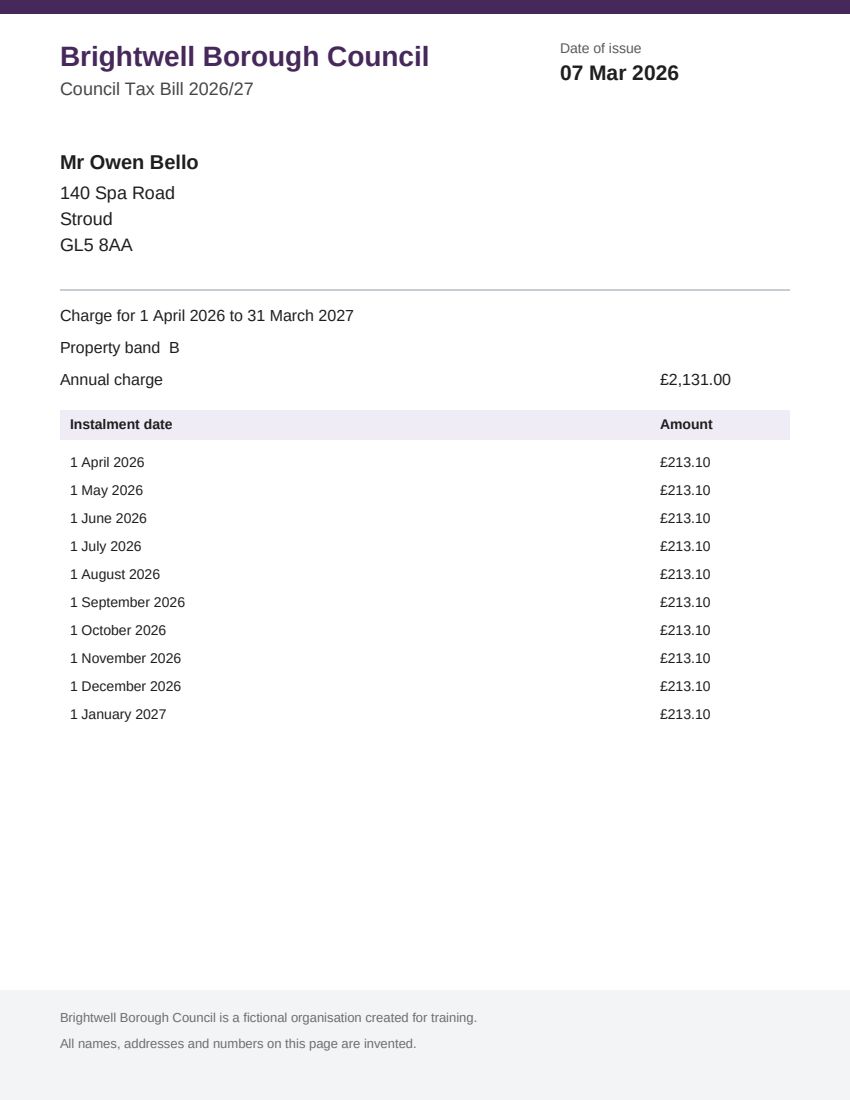 Brightwell Borough Council
Council Tax Bill 2026/27
Date of issue
07 Mar 2026
Mr Owen Bello
140 Spa Road
Stroud
GL5 8AA
Charge for 1 April 2026 to 31 March 2027
Property band B
Annual charge £2,131.00
Instalment date Amount
1 April 2026 £213.10
1 May 2026 £213.10
1 June 2026 £213.10
1 July 2026 £213.10
1 August 2026 £213.10
1 September 2026 £213.10
1 October 2026 £213.10
1 November 2026 £213.10
1 December 2026 £213.10
1 January 2027 £213.10
Brightwell Borough Council is a fictional organisation created for training.
All names, addresses and numbers on this page are invented.